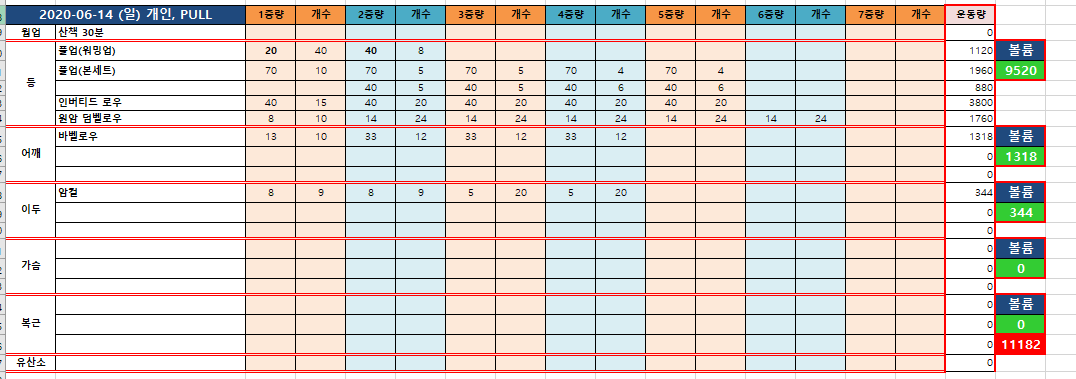 2020-06-14 (일) 개인, PULL 1중량 개수 2중량 개수 3중량 개수 4중량 개수 5중량 개수 6중량 개수 7중량 개수 운동량
웜업 산책 30분 0
풀업(워밍업) 20 40 40 8 1120 볼륨
등 풀업(본세트) 70 10 70 5 70 5 70 4 70 4 1960 9520
40 5 40 5 40 6 40 6 880
인버티드 로우 40 15 40 20 40 20 40 20 40 20 3800
원암 덤벨로우 8 10 14 24 14 24 14 24 14 24 14 24 1760
바벨로우 13 10 33 12 33 12 33 12 1318 볼륨
어깨 0 1318
0
암컬 8 9 8 9 5 20 5 20 344 볼륨
이두 0 344
0
0 볼륨
가슴 0 0
0
0 볼륨
복근 0 0
0 11182
유산소 0